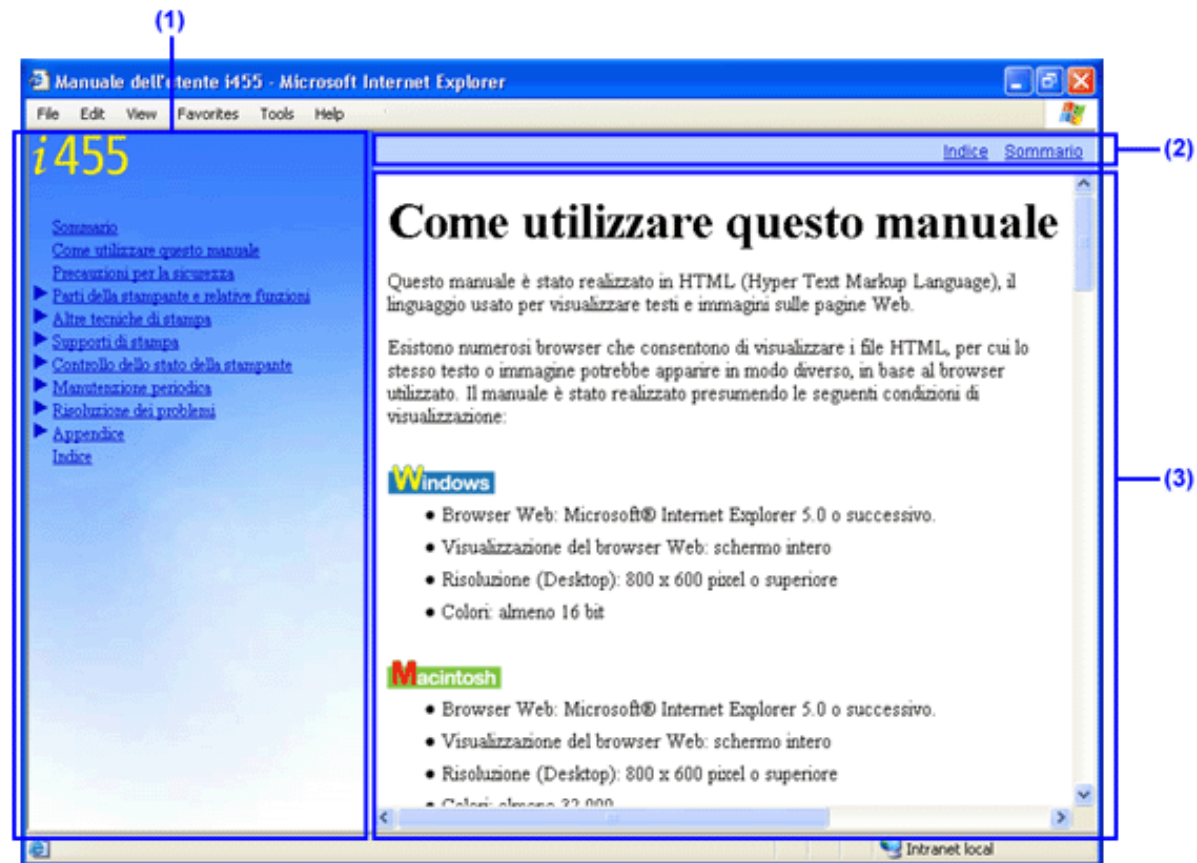 (1)
Manuale dell'utente i455 - Microsoft Internet Explorer
File Edit View Favorites Tools Help
i455
Sommario
Come utilizzare questo manuale
Precauzioni per la sicurezza
Parti della stampante e relative funzioni
Altre tecniche di stampa
Supporti di stampa
Controllo dello stato della stampante
Manutenzione periodica
Risoluzione dei problemi
Appendice
Indice
Indice Sommario
(2)
Come utilizzare questo manuale
Questo manuale è stato realizzato in HTML (Hyper Text Markup Language), il
linguaggio usato per visualizzare testi e immagini sulle pagine Web.
Esistono numerosi browser che consentono di visualizzare i file HTML, per cui lo
stesso testo o immagine potrebbe apparire in modo diverso, in base al browser
utilizzato. Il manuale è stato realizzato presumendo le seguenti condizioni di
visualizzazione:
Windows
• Browser Web: Microsoft® Internet Explorer 5.0 o successivo.
• Visualizzazione del browser Web: schermo intero
• Risoluzione (Desktop): 800 x 600 pixel o superiore
• Colori: almeno 16 bit
(3)
Macintosh
• Browser Web: Microsoft® Internet Explorer 5.0 o successivo.
• Visualizzazione del browser Web: schermo intero
• Risoluzione (Desktop): 800 x 600 pixel o superiore
• Colori: almeno 32.000
Intranet local